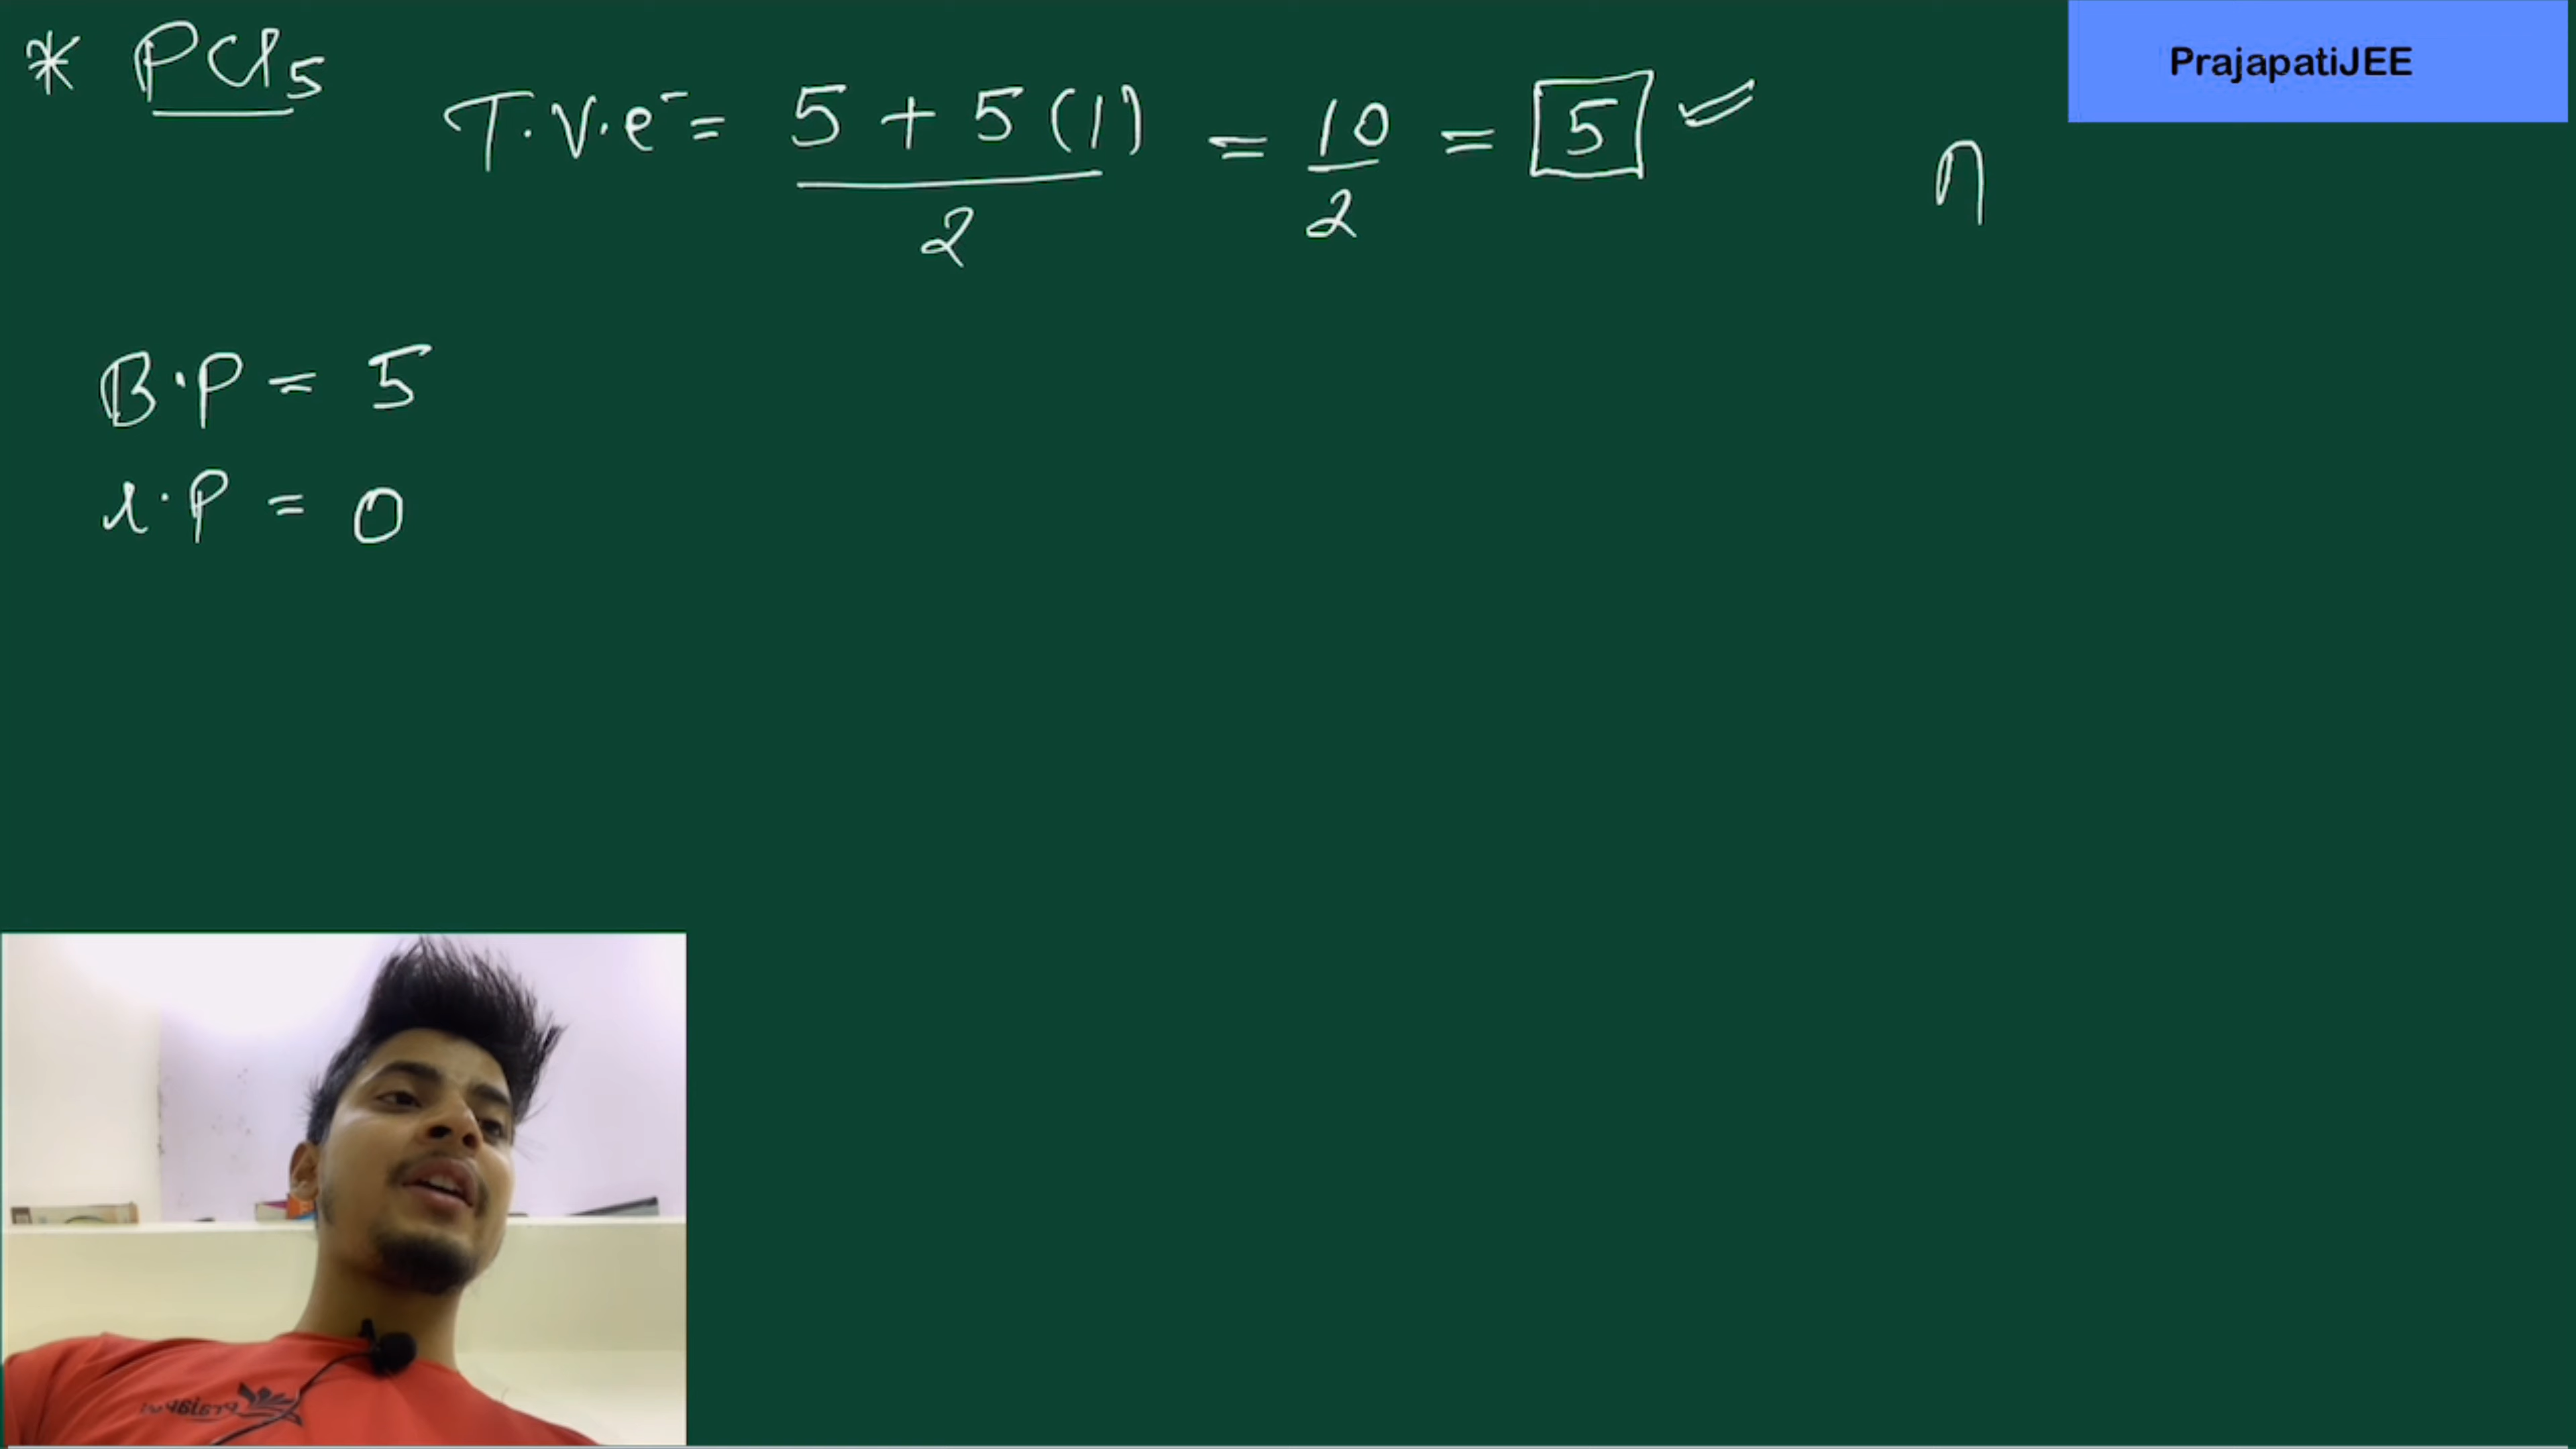 * PCl5
T.V.e⁻ = 5 + 5(1) / 2 = 10 / 2 = 5 ✓
n
B.P = 5
l.P = 0
PrajapatiJEE